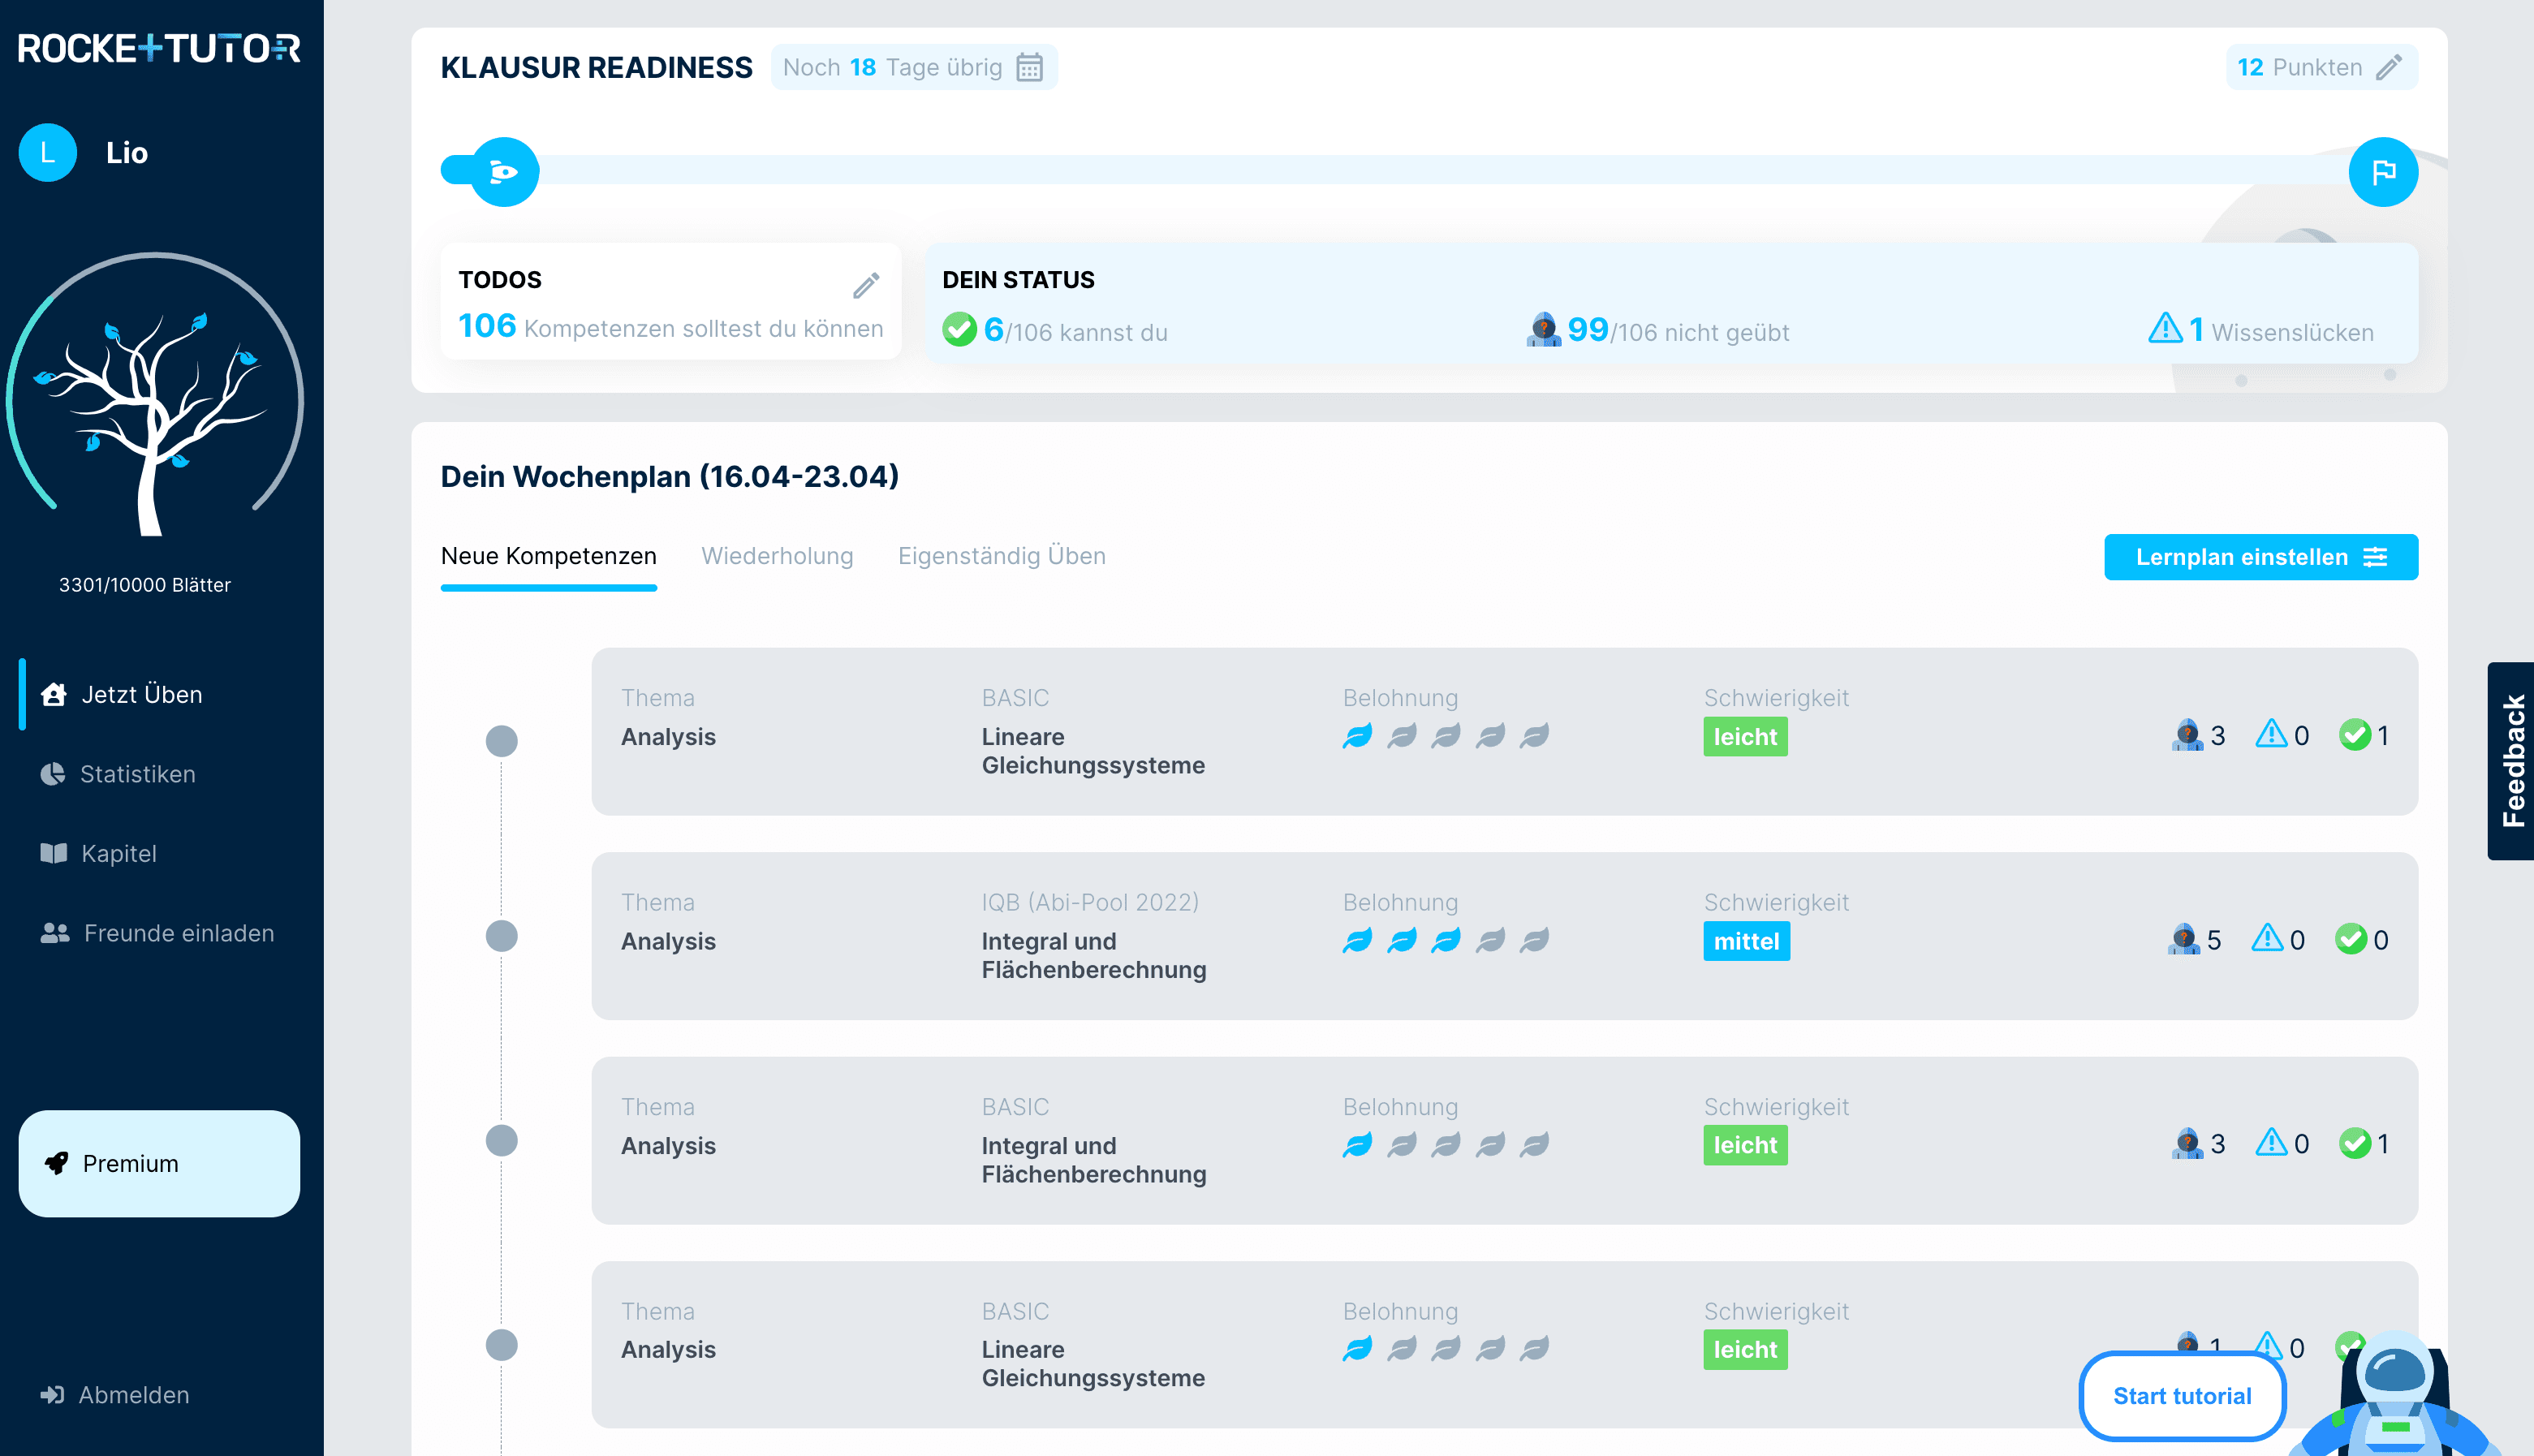 ROCKETUTOR
L
Lio
3301/10000 Blätter
Jetzt Üben
Statistiken
Kapitel
Freunde einladen
Premium
Abmelden
KLAUSUR READINESS
Noch 18 Tage übrig
12 Punkten
TODOS
106 Kompetenzen solltest du können
DEIN STATUS
6/106 kannst du
99/106 nicht geübt
1 Wissenslücken
Dein Wochenplan (16.04-23.04)
Neue Kompetenzen
Wiederholung
Eigenständig Üben
Lernplan einstellen
Thema
Analysis
BASIC
Lineare
Gleichungssysteme
Belohnung
Schwierigkeit
leicht
3
0
1
Thema
Analysis
IQB (Abi-Pool 2022)
Integral und
Flächenberechnung
Belohnung
Schwierigkeit
mittel
5
0
0
Thema
Analysis
BASIC
Integral und
Flächenberechnung
Belohnung
Schwierigkeit
leicht
3
0
1
Thema
Analysis
BASIC
Lineare
Gleichungssysteme
Belohnung
Schwierigkeit
leicht
1
0
Start tutorial
Feedback